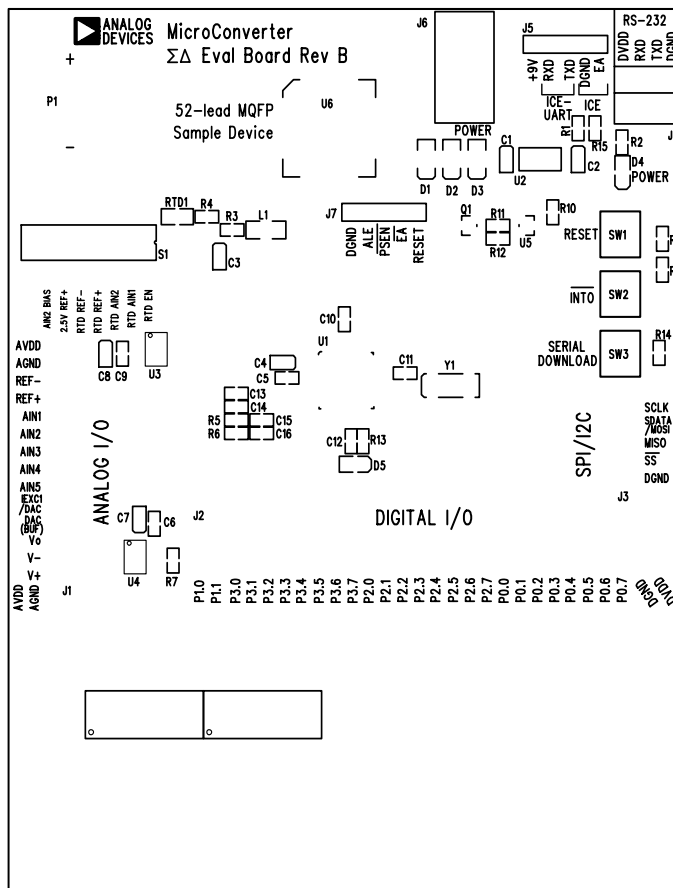 ANALOG
DEVICES
MicroConverter
ΣΔ Eval Board Rev B
J6
J5
RS-232
+9V
RXD
TXD
DGND
EA
DVDD
RXD
TXD
DGND
P1
+
−
U6
52-lead MQFP
Sample Device
ICE-
UART
ICE
POWER
C1
R1
R15
R2
D4
POWER
D1
D2
D3
U2
C2
RTD1
R4
R3
L1
J7
Q1
R11
R12
U5
R10
DGND
ALE
PSEN
EA
RESET
RESET
SW1
S1
C3
INTO
SW2
AIN2 BIAS
2.5V REF+
RTD REF-
RTD REF+
RTD AIN2
RTD AIN1
RTD EN
C10
U1
SERIAL
DOWNLOAD
SW3
R14
AVDD
AGND
REF-
REF+
AIN1
AIN2
AIN3
AIN4
AIN5
IEXC1
/DAC
DAC
(BUF)
Vo
V-
V+
AVDD
AGND
C8
C9
U3
C4
C5
C11
Y1
C13
C14
R5
C15
R6
C16
C12
R13
D5
ANALOG I/O
SPI/I2C
SCLK
SDATA
/MOSI
MISO
SS
DGND
J3
C7
C6
J2
DIGITAL I/O
U4
R7
J1
P1.0
P1.1
P3.0
P3.1
P3.2
P3.3
P3.4
P3.5
P3.6
P3.7
P2.0
P2.1
P2.2
P2.3
P2.4
P2.5
P2.6
P2.7
P0.0
P0.1
P0.2
P0.3
P0.4
P0.5
P0.6
P0.7
DGND
DVDD